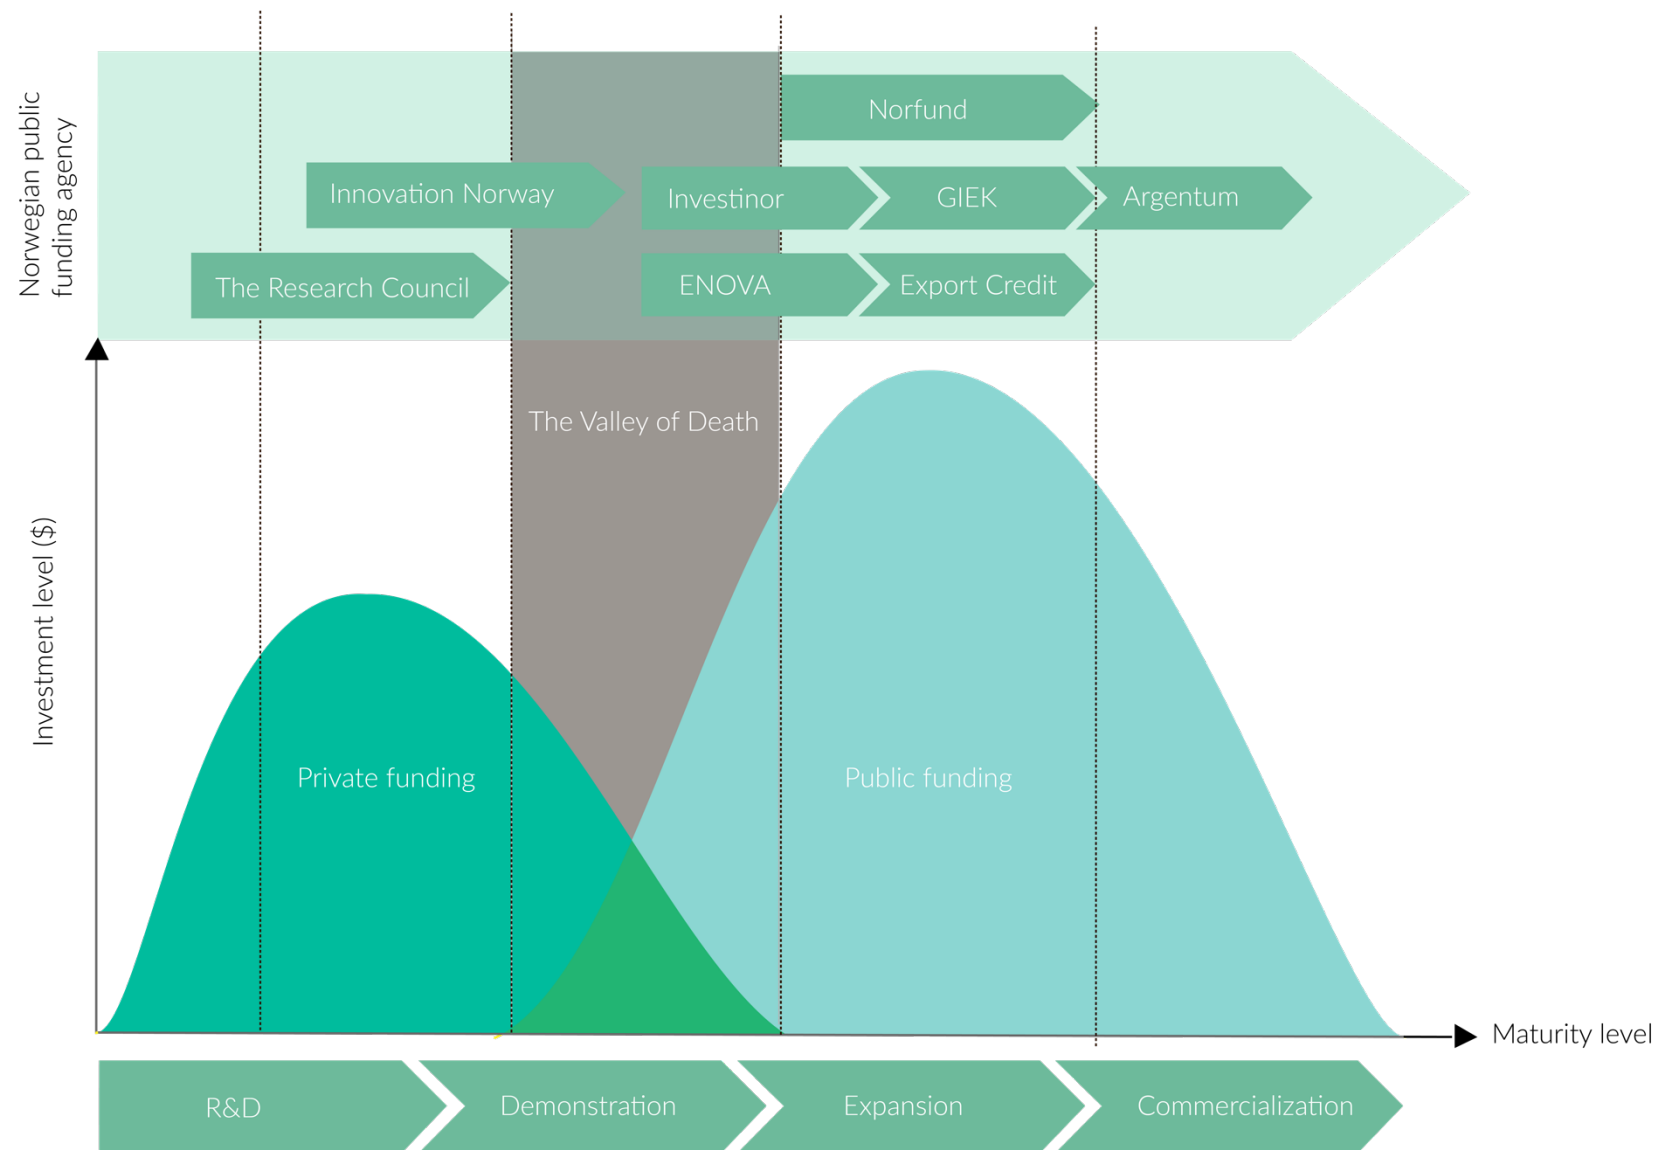 Norwegian public
funding agency
Norfund
Innovation Norway
Investinor
GIEK
Argentum
The Research Council
ENOVA
Export Credit
The Valley of Death
Investment level ($)
Private funding
Public funding
Maturity level
R&D
Demonstration
Expansion
Commercialization